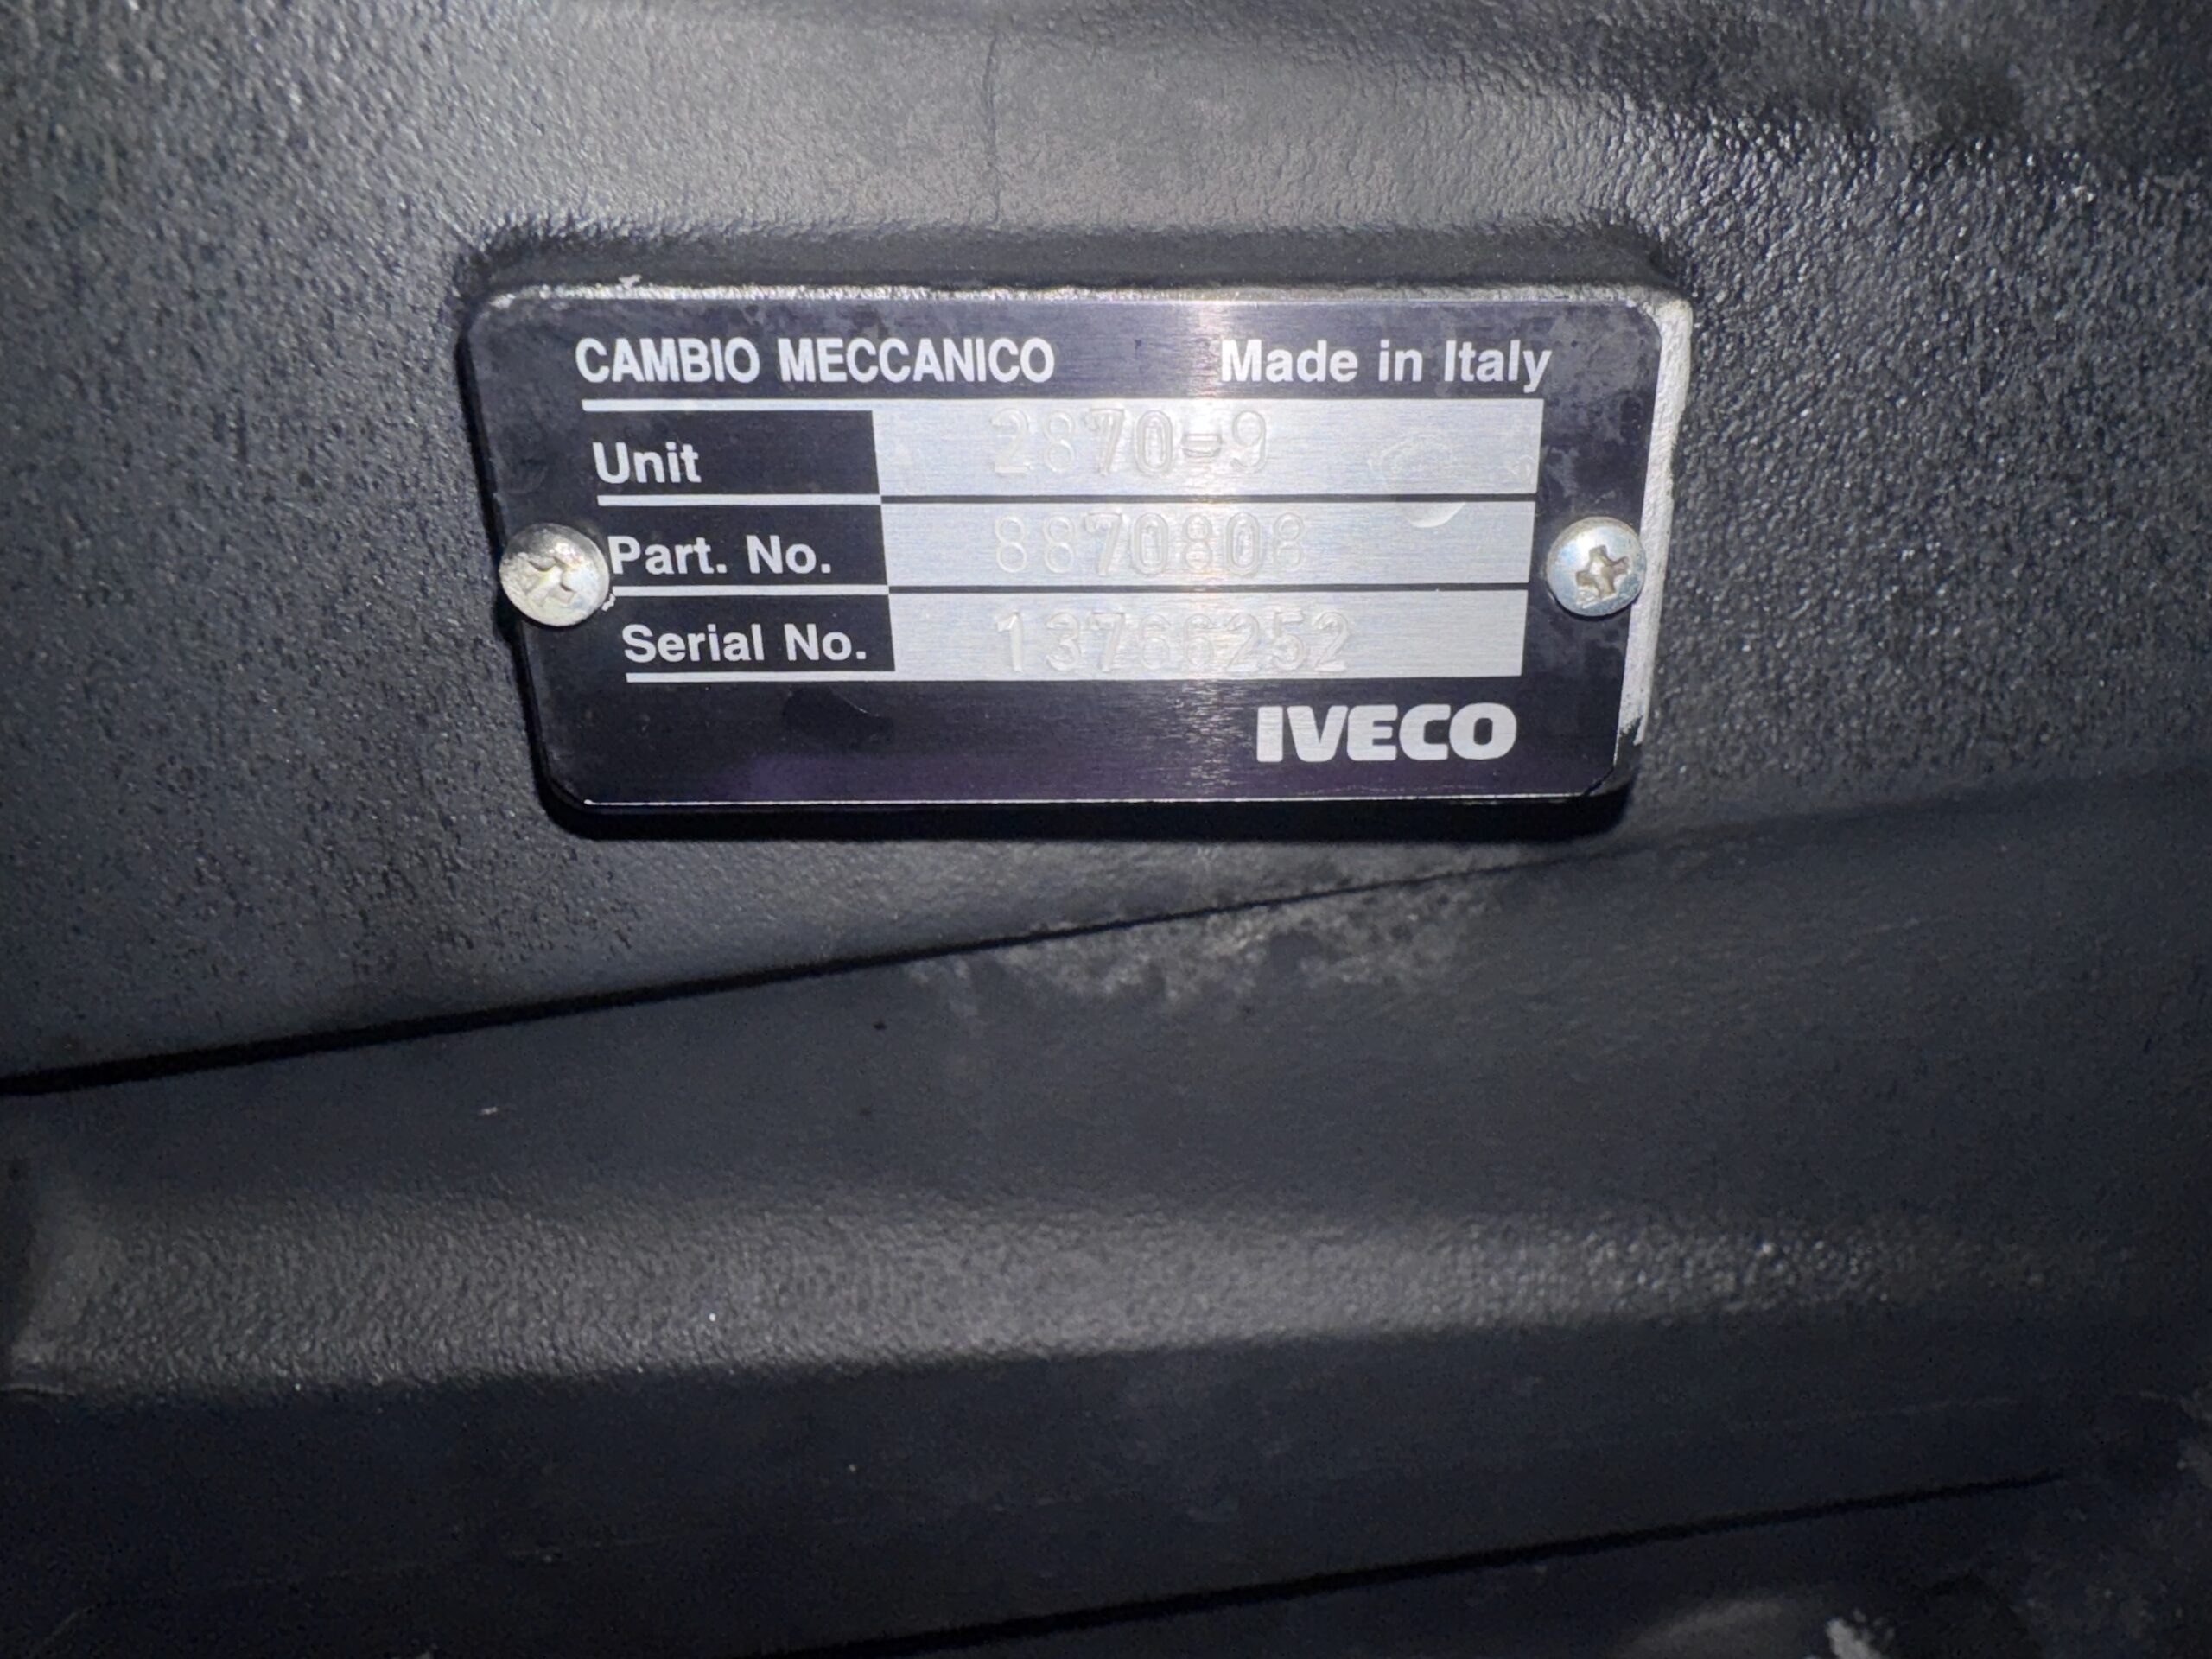 CAMBIO MECCANICO Made in Italy
Unit 2870-9
Part. No. 8870808
Serial No. 13766252
IVECO